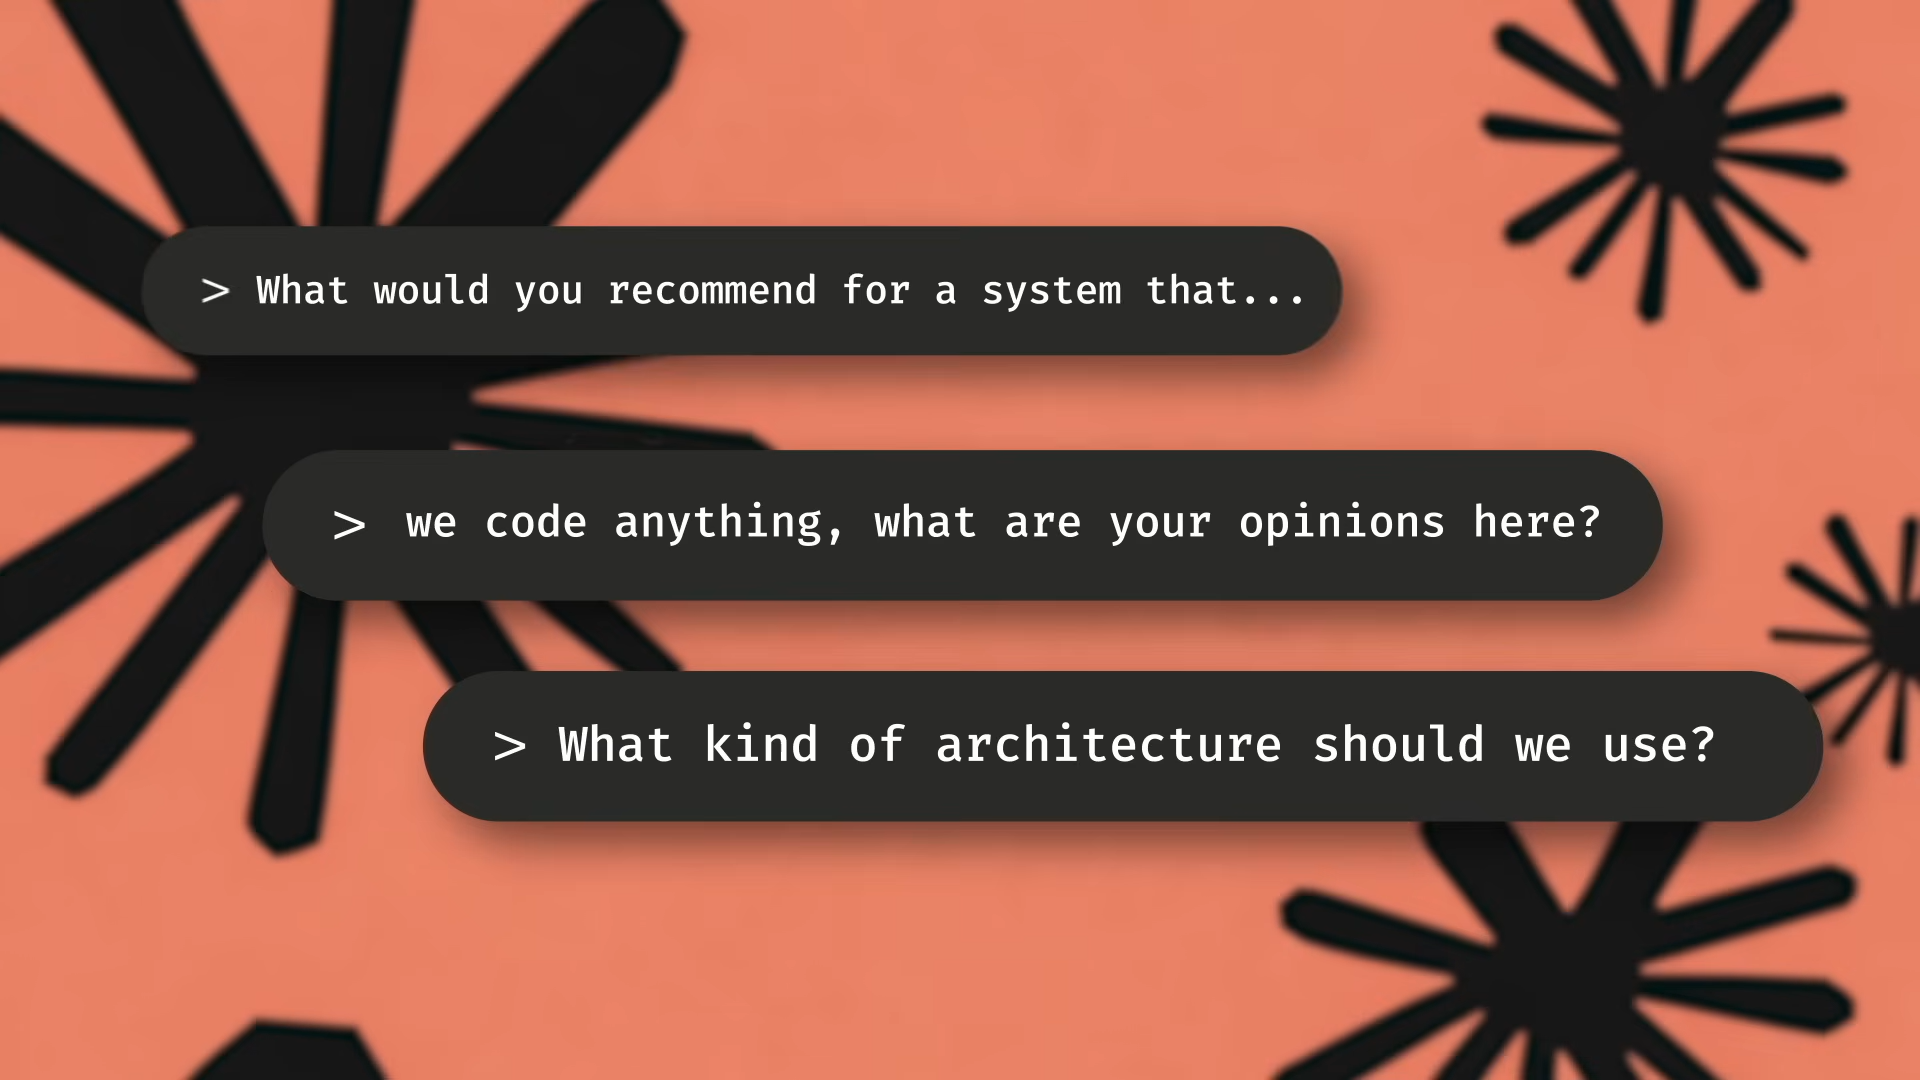 > What would you recommend for a system that...
> we code anything, what are your opinions here?
> What kind of architecture should we use?